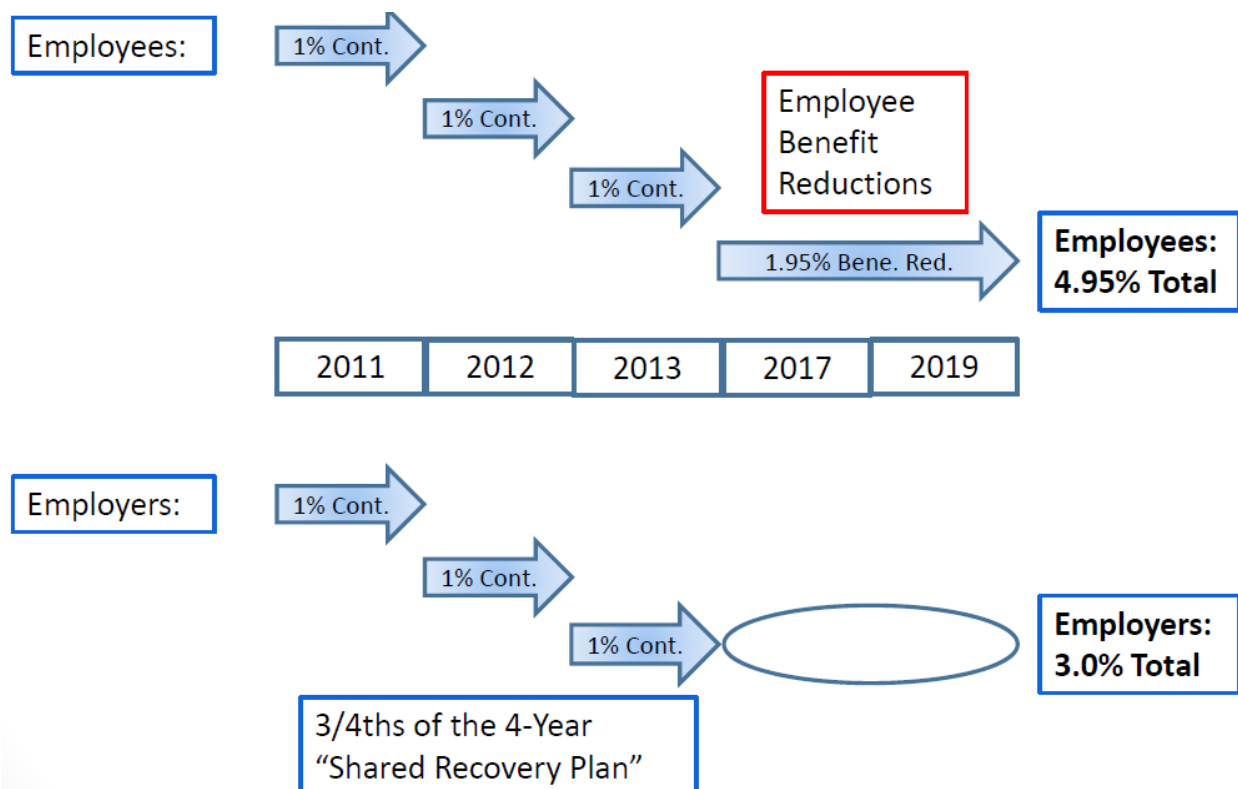 Employees:
1% Cont.
1% Cont.
1% Cont.
Employee
Benefit
Reductions
1.95% Bene. Red.
Employees:
4.95% Total
2011 2012 2013 2017 2019
Employers:
1% Cont.
1% Cont.
1% Cont.
Employers:
3.0% Total
3/4ths of the 4-Year
“Shared Recovery Plan”